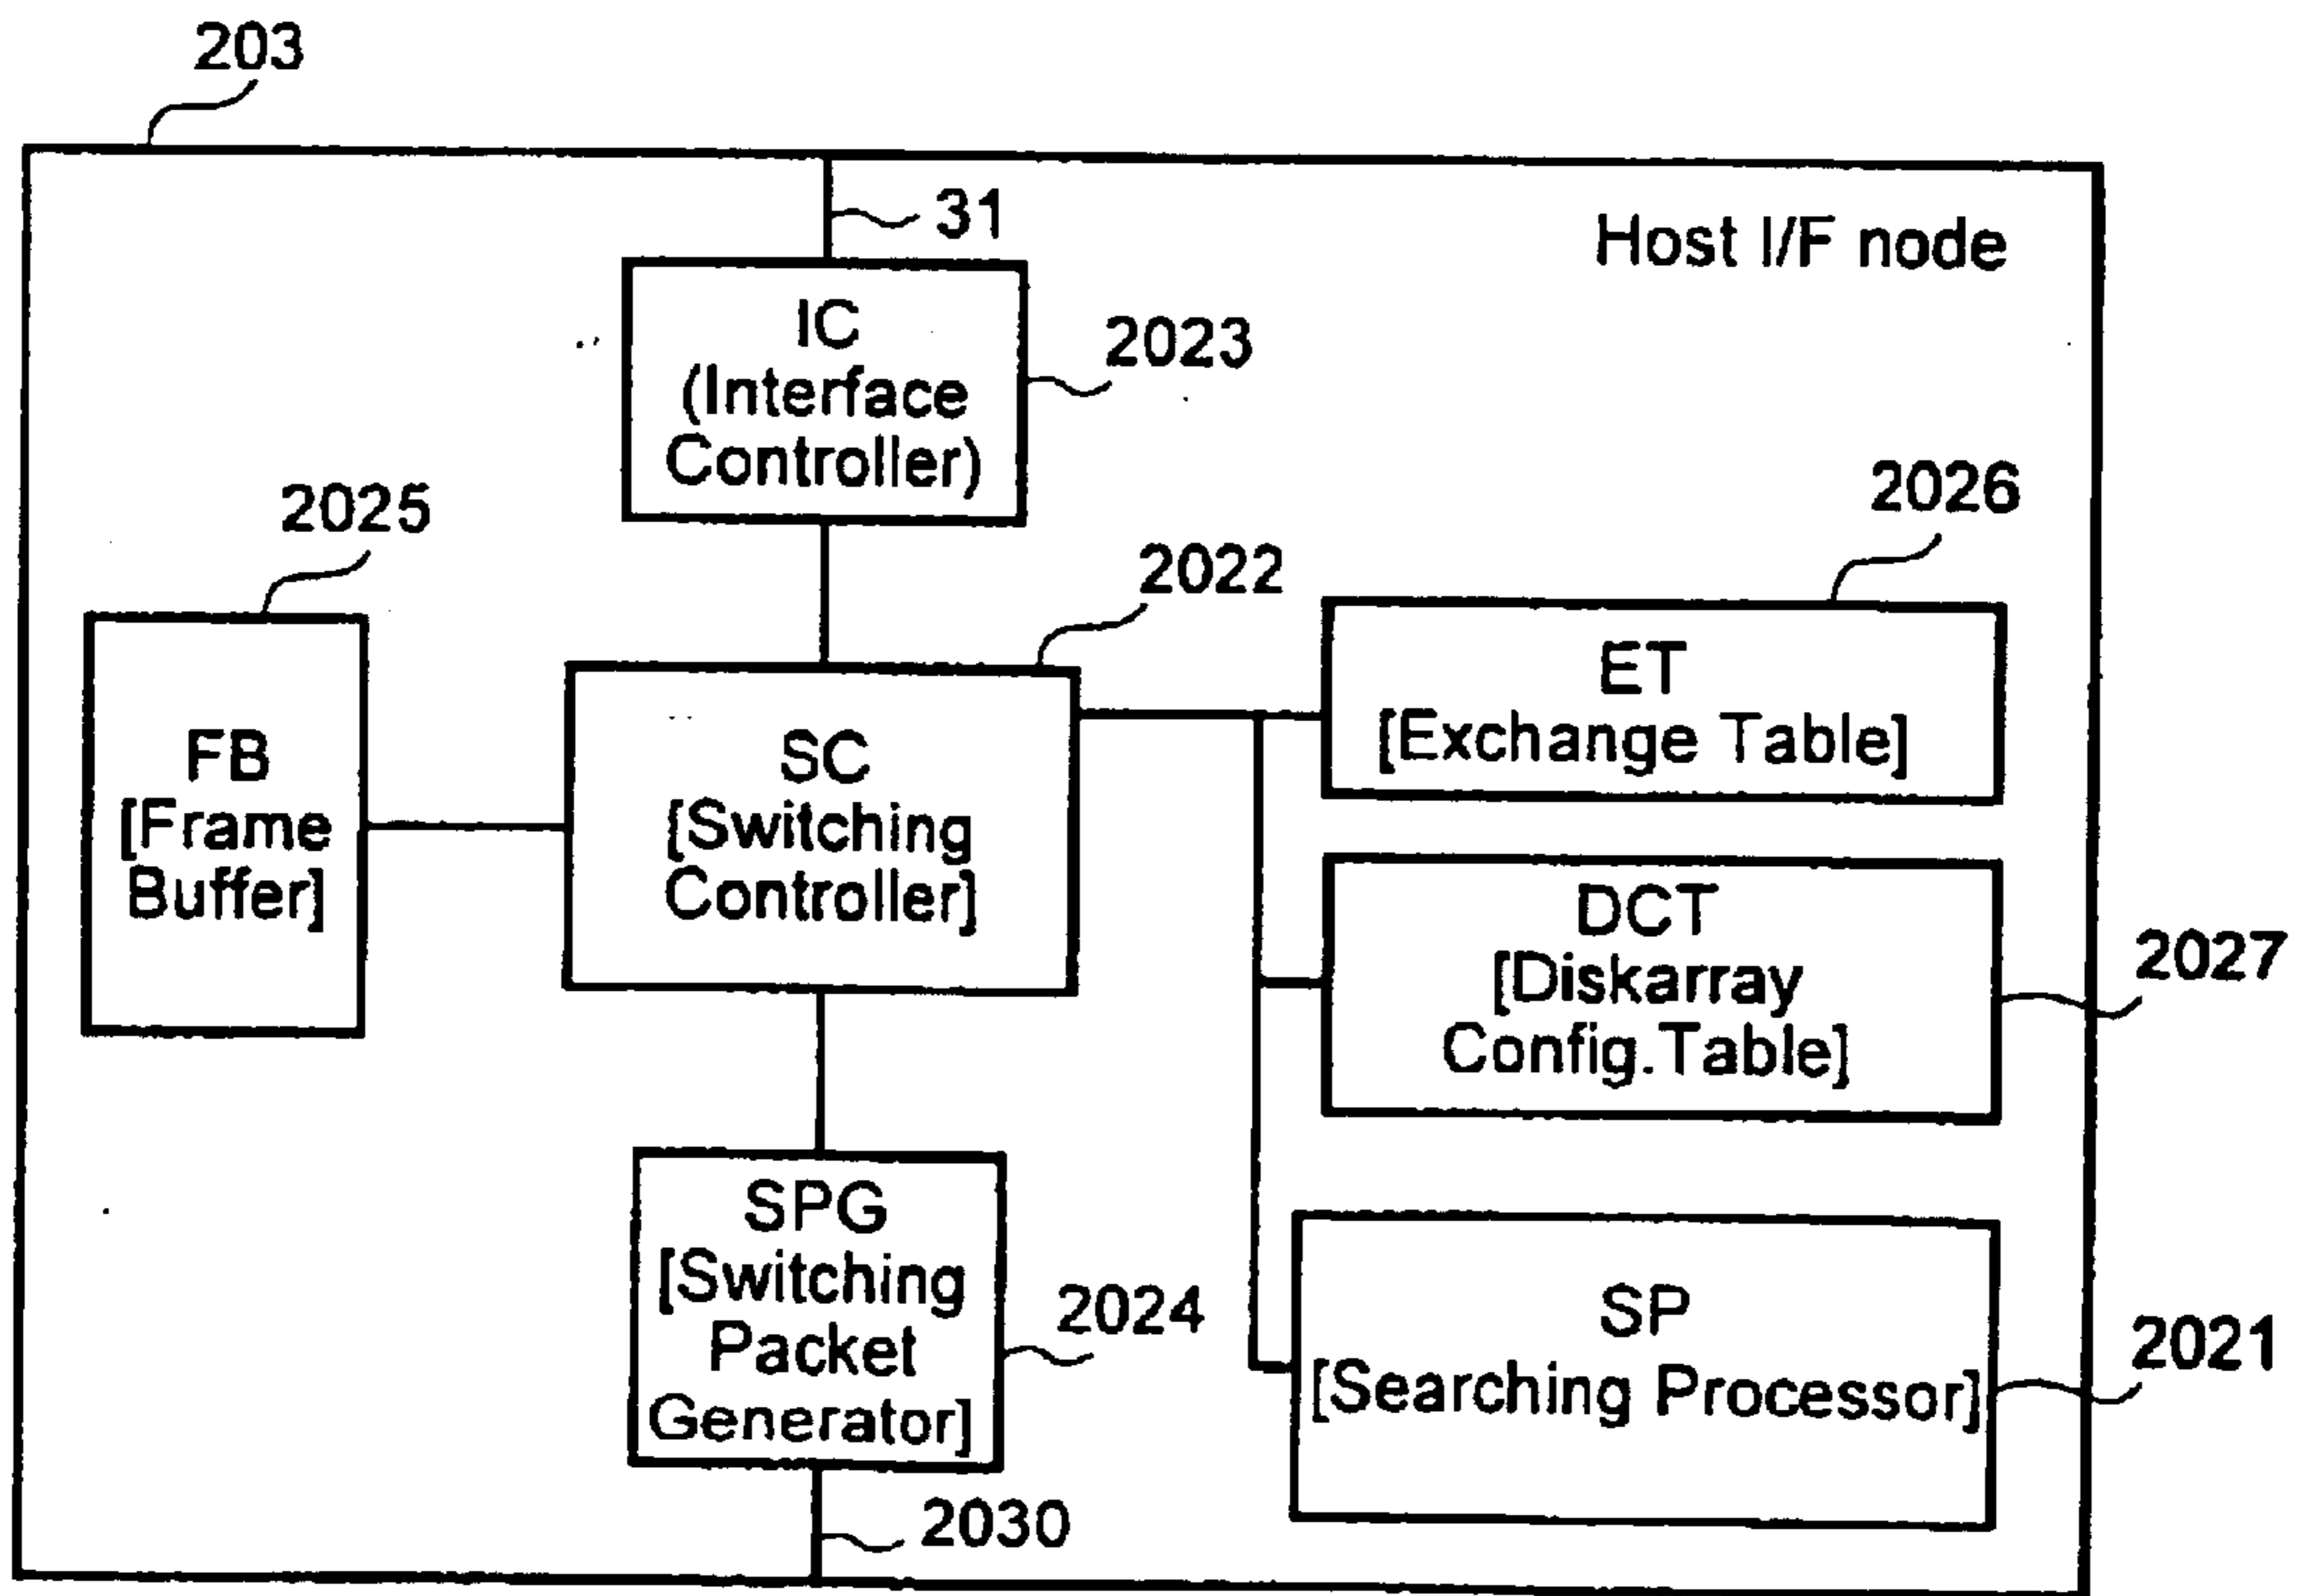 203
31
Host I/F node
IC
(Interface
Controller)
2023
2025
2022
2026
FB
[Frame
Buffer]
SC
[Switching
Controller]
ET
[Exchange Table]
DCT
[Diskarray
Config.Table]
2027
SPG
[Switching
Packet
Generator]
2024
SP
[Searching Processor]
2021
2030